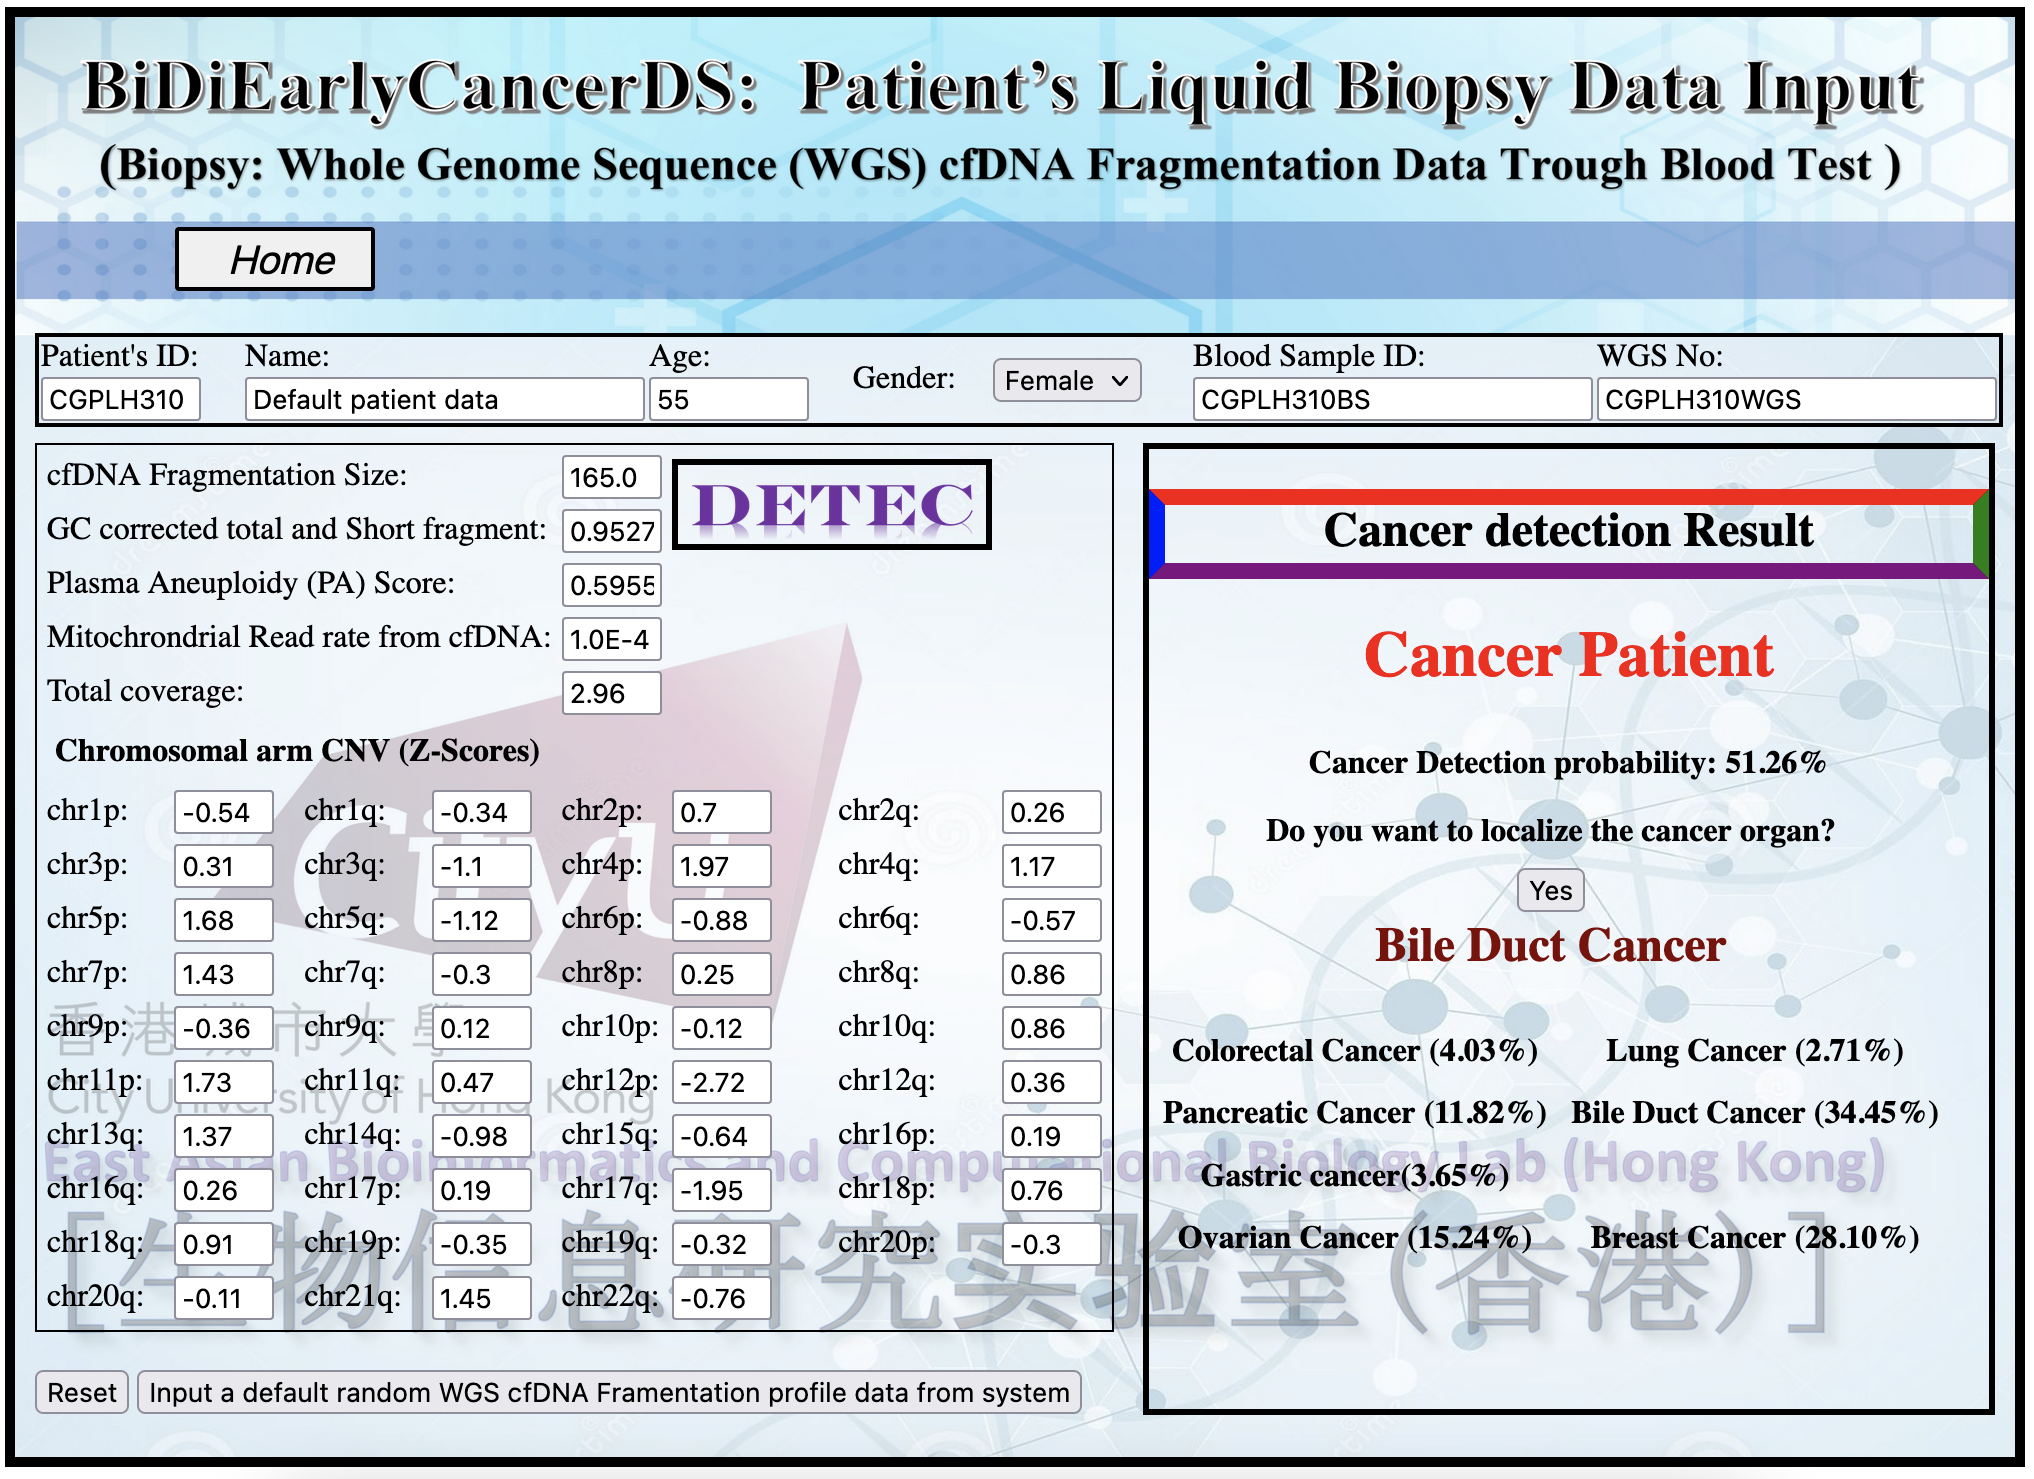 BiDiEarlyCancerDS: Patient’s Liquid Biopsy Data Input
(Biopsy: Whole Genome Sequence (WGS) cfDNA Fragmentation Data Trough Blood Test )
Home
Patient's ID: Name: Age: Gender: Female Blood Sample ID: WGS No:
CGPLH310 Default patient data 55 CGPLH310BS CGPLH310WGS
cfDNA Fragmentation Size: 165.0
DETEC
GC corrected total and Short fragment: 0.9527
Plasma Aneuploidy (PA) Score: 0.5955
Mitochrondrial Read rate from cfDNA: 1.0E-4
Total coverage: 2.96
Chromosomal arm CNV (Z-Scores)
chr1p: -0.54 chr1q: -0.34 chr2p: 0.7 chr2q: 0.26
chr3p: 0.31 chr3q: -1.1 chr4p: 1.97 chr4q: 1.17
chr5p: 1.68 chr5q: -1.12 chr6p: -0.88 chr6q: -0.57
chr7p: 1.43 chr7q: -0.3 chr8p: 0.25 chr8q: 0.86
chr9p: -0.36 chr9q: 0.12 chr10p: -0.12 chr10q: 0.86
chr11p: 1.73 chr11q: 0.47 chr12p: -2.72 chr12q: 0.36
chr13q: 1.37 chr14q: -0.98 chr15q: -0.64 chr16p: 0.19
chr16q: 0.26 chr17p: 0.19 chr17q: -1.95 chr18p: 0.76
chr18q: 0.91 chr19p: -0.35 chr19q: -0.32 chr20p: -0.3
chr20q: -0.11 chr21q: 1.45 chr22q: -0.76
Reset Input a default random WGS cfDNA Framentation profile data from system
Cancer detection Result
Cancer Patient
Cancer Detection probability: 51.26%
Do you want to localize the cancer organ?
Yes
Bile Duct Cancer
Colorectal Cancer (4.03%) Lung Cancer (2.71%)
Pancreatic Cancer (11.82%) Bile Duct Cancer (34.45%)
Gastric cancer(3.65%)
Ovarian Cancer (15.24%) Breast Cancer (28.10%)
CityU
香港城市大學
City University of Hong Kong
East Asian Bioinformatics and Computational Biology Lab (Hong Kong)
[生物信息研究实验室(香港)]